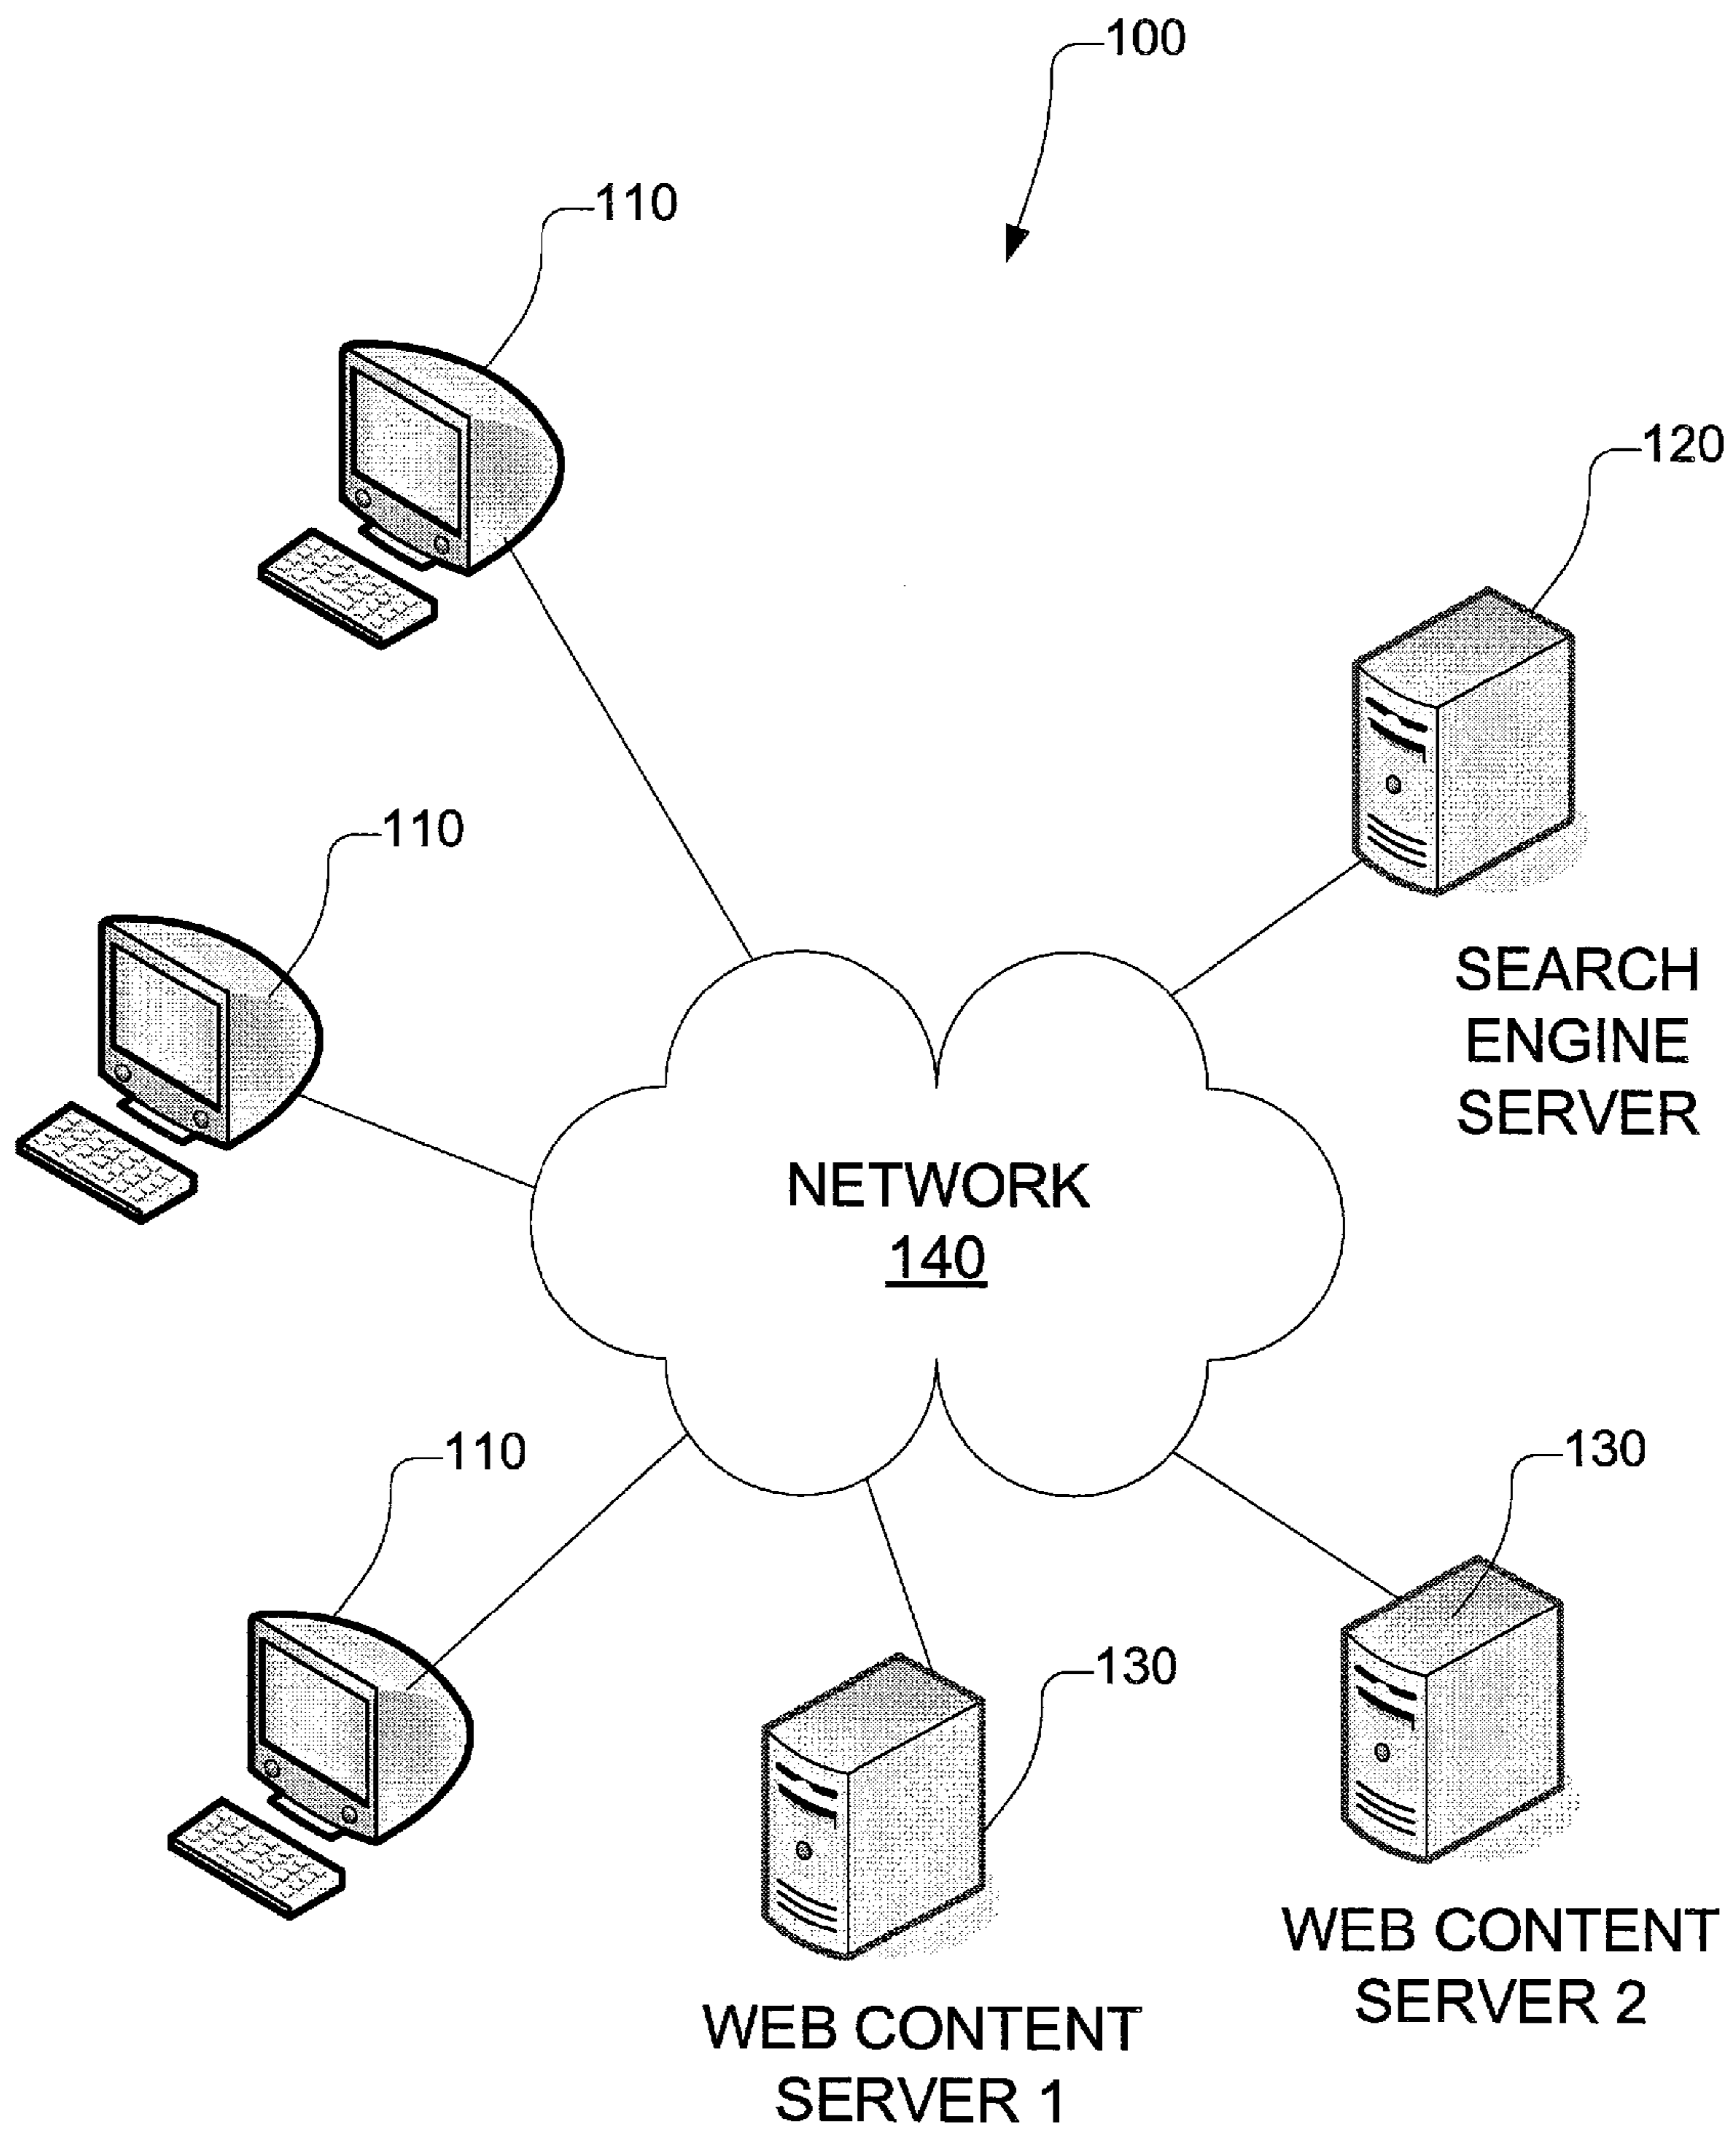 100
110
120
110
SEARCH
ENGINE
SERVER
NETWORK
140
110
130
130
WEB CONTENT
SERVER 2
WEB CONTENT
SERVER 1